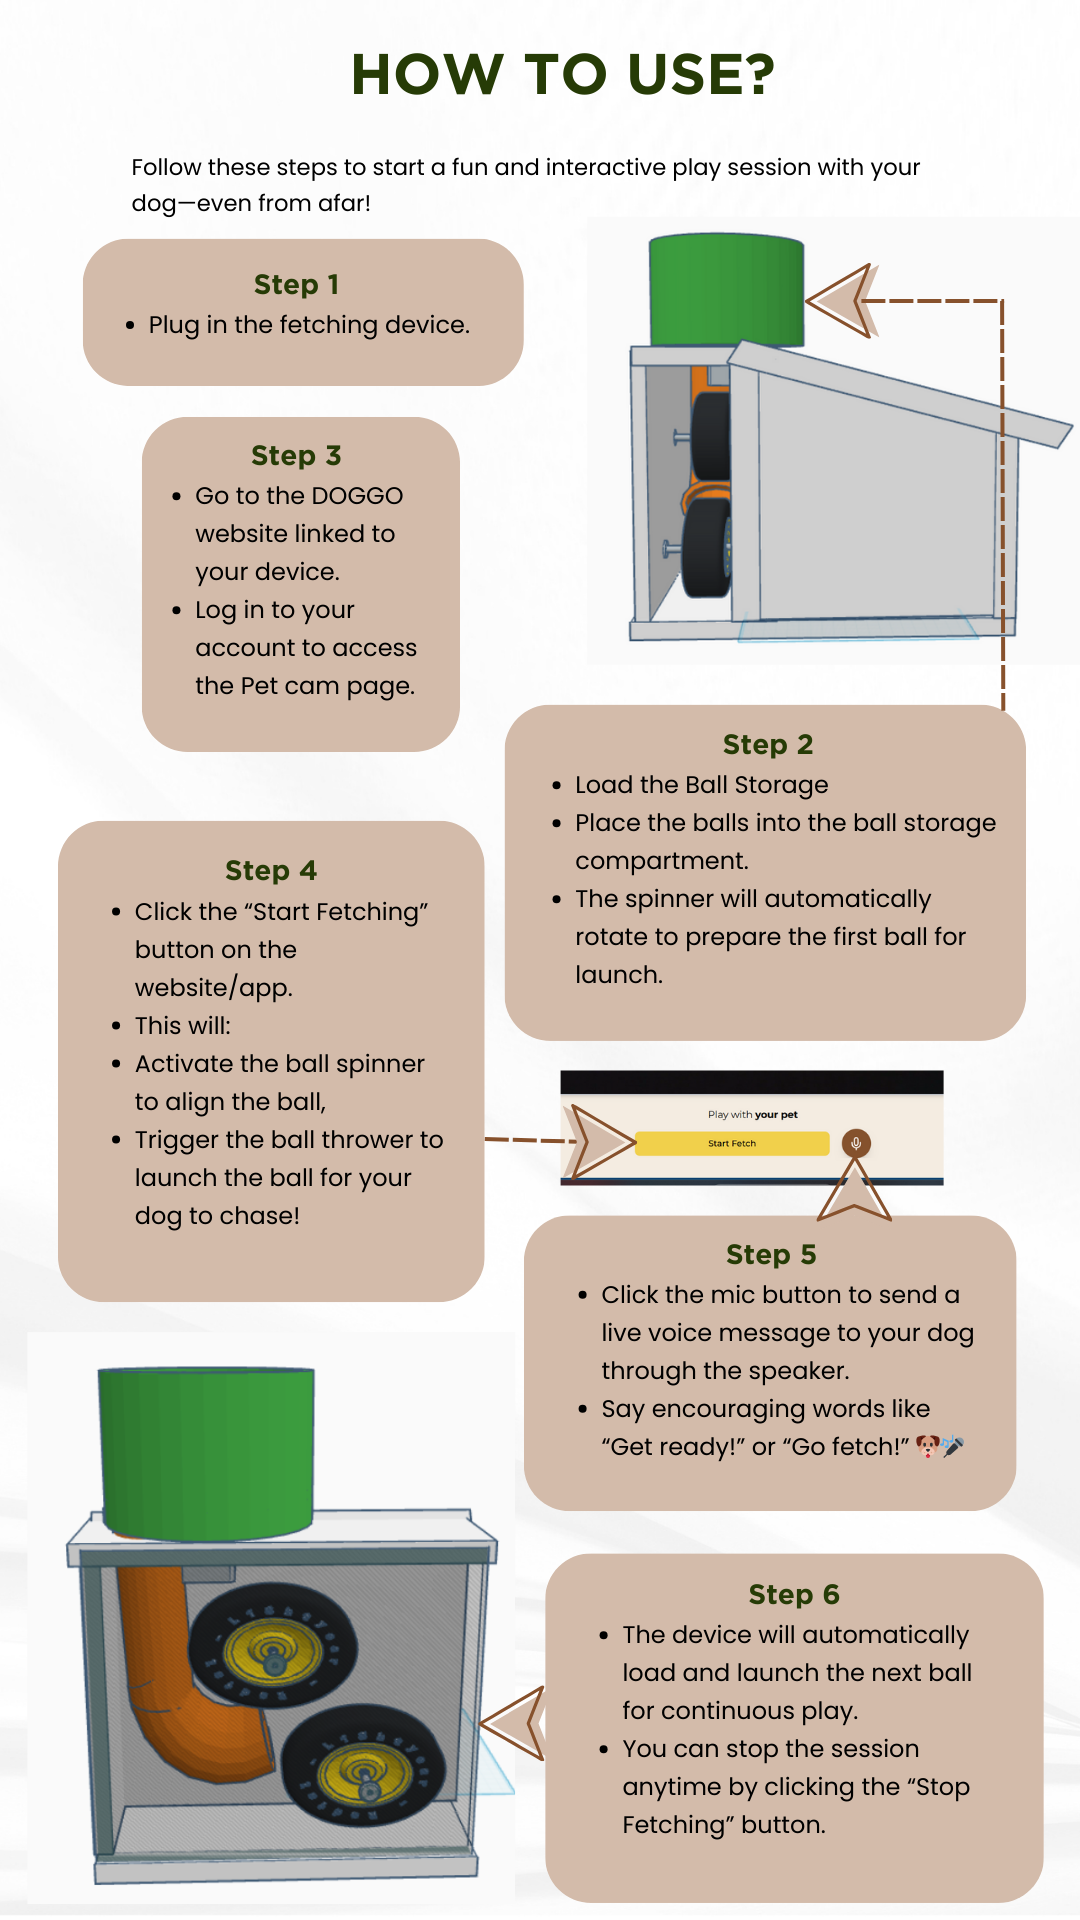 HOW TO USE?
Follow these steps to start a fun and interactive play session with your
dog—even from afar!
Step 1
• Plug in the fetching device.
Step 3
• Go to the DOGGO
website linked to
your device.
• Log in to your
account to access
the Pet cam page.
Step 2
• Load the Ball Storage
• Place the balls into the ball storage
compartment.
• The spinner will automatically
rotate to prepare the first ball for
launch.
Step 4
• Click the “Start Fetching”
button on the
website/app.
• This will:
• Activate the ball spinner
to align the ball,
• Trigger the ball thrower to
launch the ball for your
dog to chase!
Play with your pet
Start Fetch
Step 5
• Click the mic button to send a
live voice message to your dog
through the speaker.
• Say encouraging words like
“Get ready!” or “Go fetch!” 🐶🎤
Step 6
• The device will automatically
load and launch the next ball
for continuous play.
• You can stop the session
anytime by clicking the “Stop
Fetching” button.